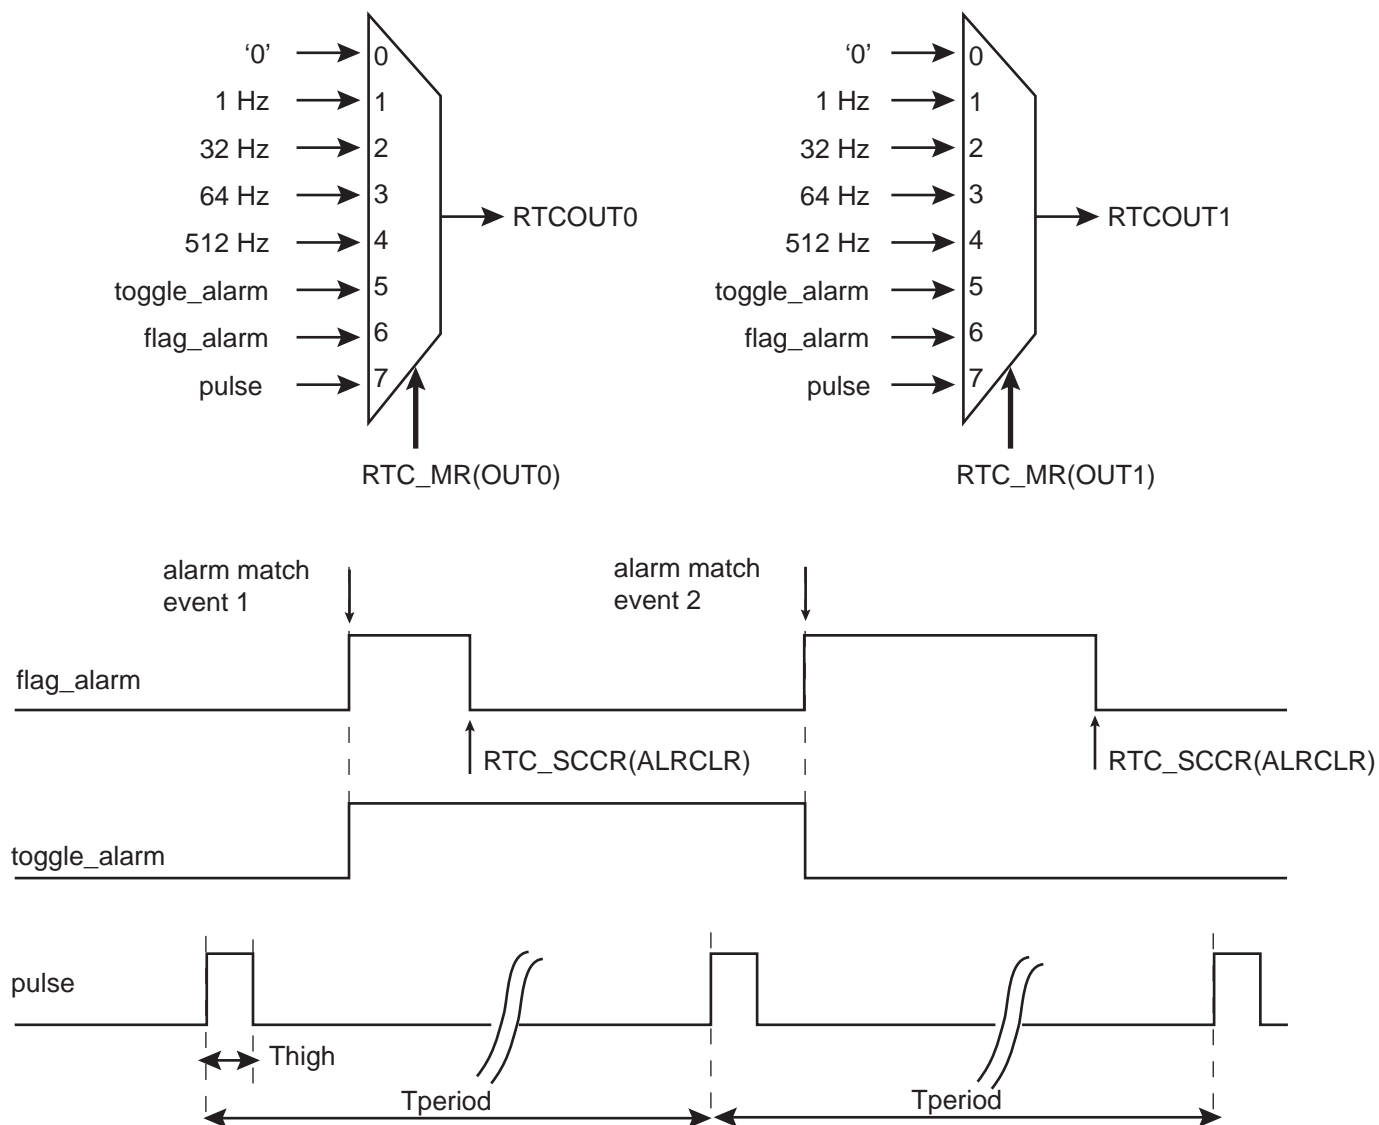 ‘0’
0
1 Hz
1
32 Hz
2
64 Hz
3
512 Hz
4
toggle_alarm
5
flag_alarm
6
pulse
7
RTCOUT0
RTC_MR(OUT0)
‘0’
0
1 Hz
1
32 Hz
2
64 Hz
3
512 Hz
4
toggle_alarm
5
flag_alarm
6
pulse
7
RTCOUT1
RTC_MR(OUT1)
alarm match
event 1
alarm match
event 2
flag_alarm
RTC_SCCR(ALRCLR)
RTC_SCCR(ALRCLR)
toggle_alarm
pulse
Thigh
Tperiod
Tperiod